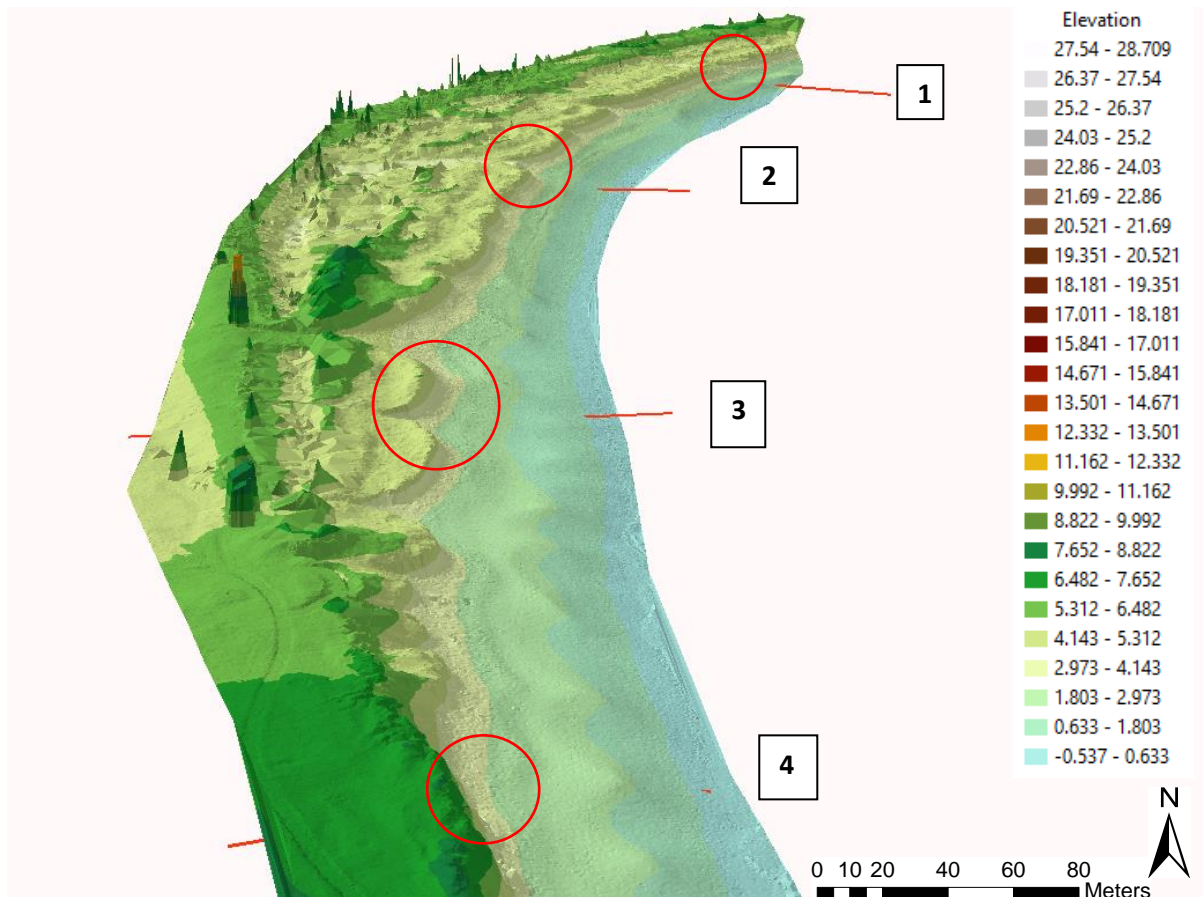 Elevation
27.54 - 28.709
26.37 - 27.54
25.2 - 26.37
24.03 - 25.2
22.86 - 24.03
21.69 - 22.86
20.521 - 21.69
19.351 - 20.521
18.181 - 19.351
17.011 - 18.181
15.841 - 17.011
14.671 - 15.841
13.501 - 14.671
12.332 - 13.501
11.162 - 12.332
9.992 - 11.162
8.822 - 9.992
7.652 - 8.822
6.482 - 7.652
5.312 - 6.482
4.143 - 5.312
2.973 - 4.143
1.803 - 2.973
0.633 - 1.803
-0.537 - 0.633
1
2
3
4
N
0 10 20 40 60 80
Meters